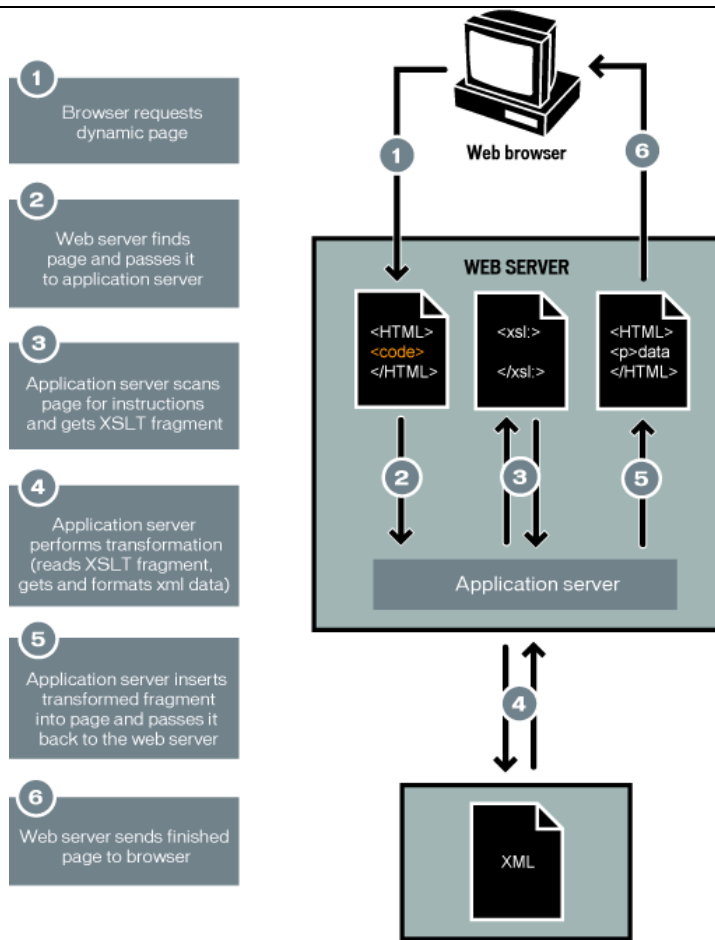 1
Browser requests
dynamic page
2
Web server finds
page and passes it
to application server
3
Application server scans
page for instructions
and gets XSLT fragment
4
Application server
performs transformation
(reads XSLT fragment,
gets and formats xml data)
5
Application server inserts
transformed fragment
into page and passes it
back to the web server
6
Web server sends finished
page to browser
1
Web browser
6
WEB SERVER
<HTML>
<code>
</HTML>
<xsl:>
</xsl:>
<HTML>
<p>data
</HTML>
2
3
5
Application server
4
XML